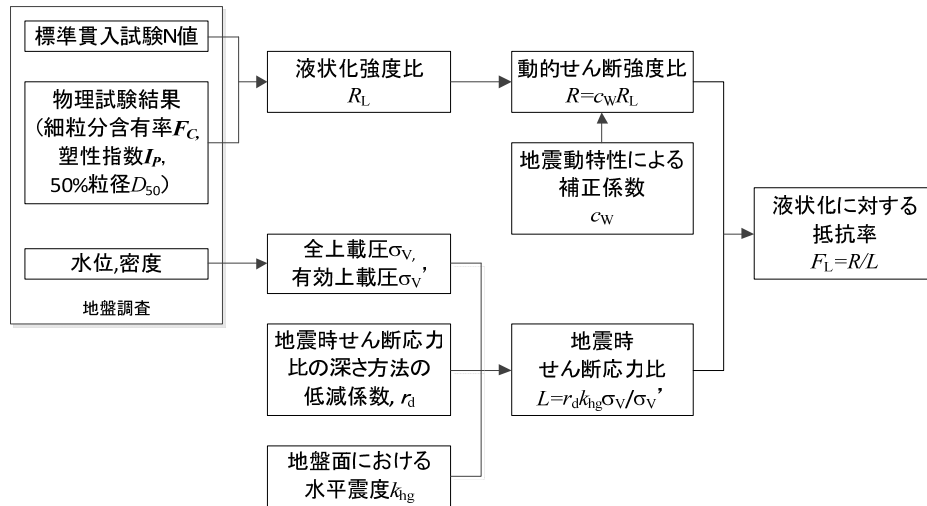 標準貫入試験N値
物理試験結果
(細粒分含有率FC,
塑性指数IP,
50%粒径D50)
水位,密度
地盤調査
液状化強度比
RL
全上載圧σV,
有効上載圧σV’
地震時せん断応力
比の深さ方法の
低減係数, rd
地盤面における
水平震度khg
動的せん断強度比
R=cWRL
地震動特性による
補正係数
cW
地震時
せん断応力比
L=rdkhgσV/σV’
液状化に対する
抵抗率
FL=R/L